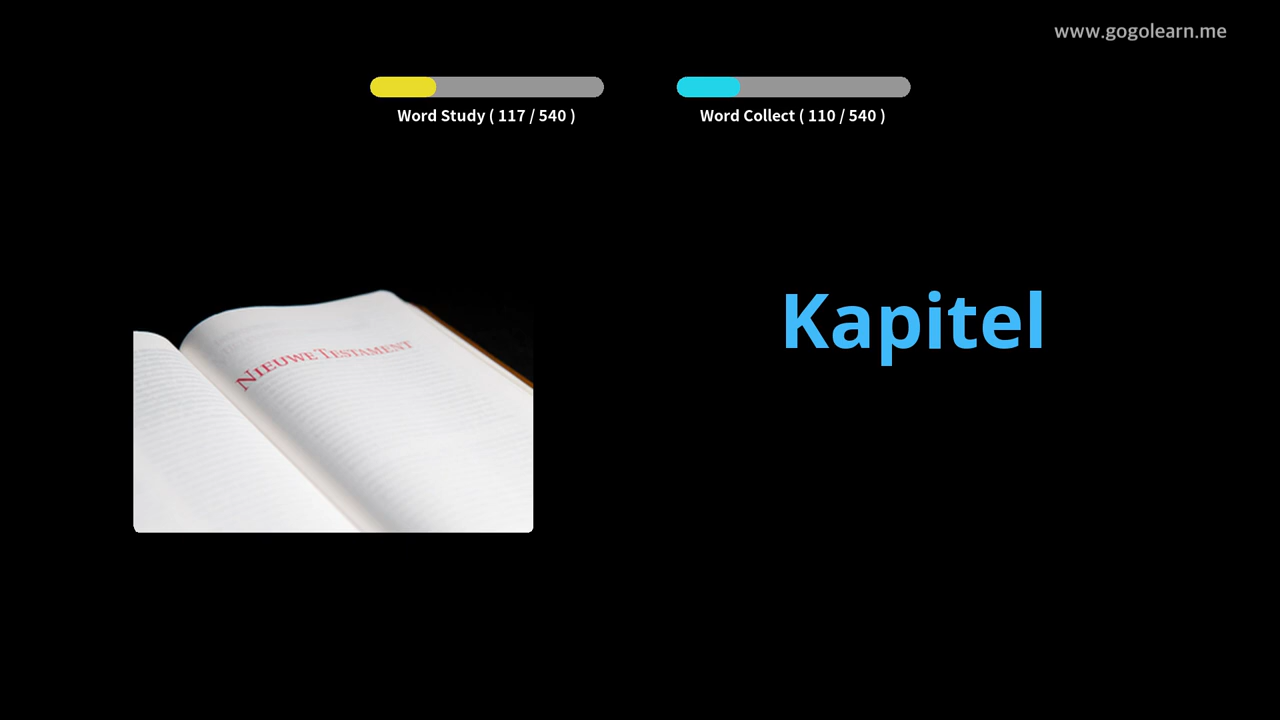 www.gogolearn.me
Word Study ( 117 / 540 )
Word Collect ( 110 / 540 )
Kapitel
NIEUWE TESTAMENT